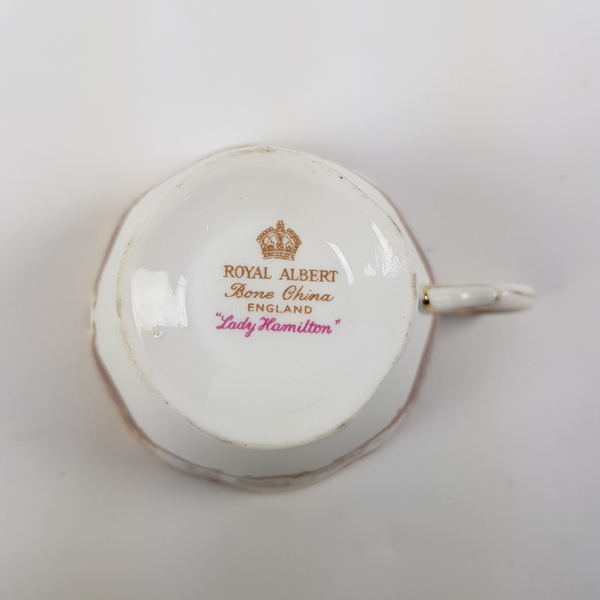 ROYAL ALBERT
Bone China
ENGLAND
"Lady Hamilton"